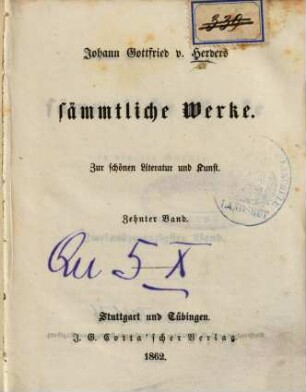 339
Johann Gottfried v. Herders
sämmtliche Werke.
Zur schönen Literatur und Kunst.
Zehnter Band.
Qu 5-X
Stuttgart und Tübingen.
J. G. Cotta'scher Verlag
1862.